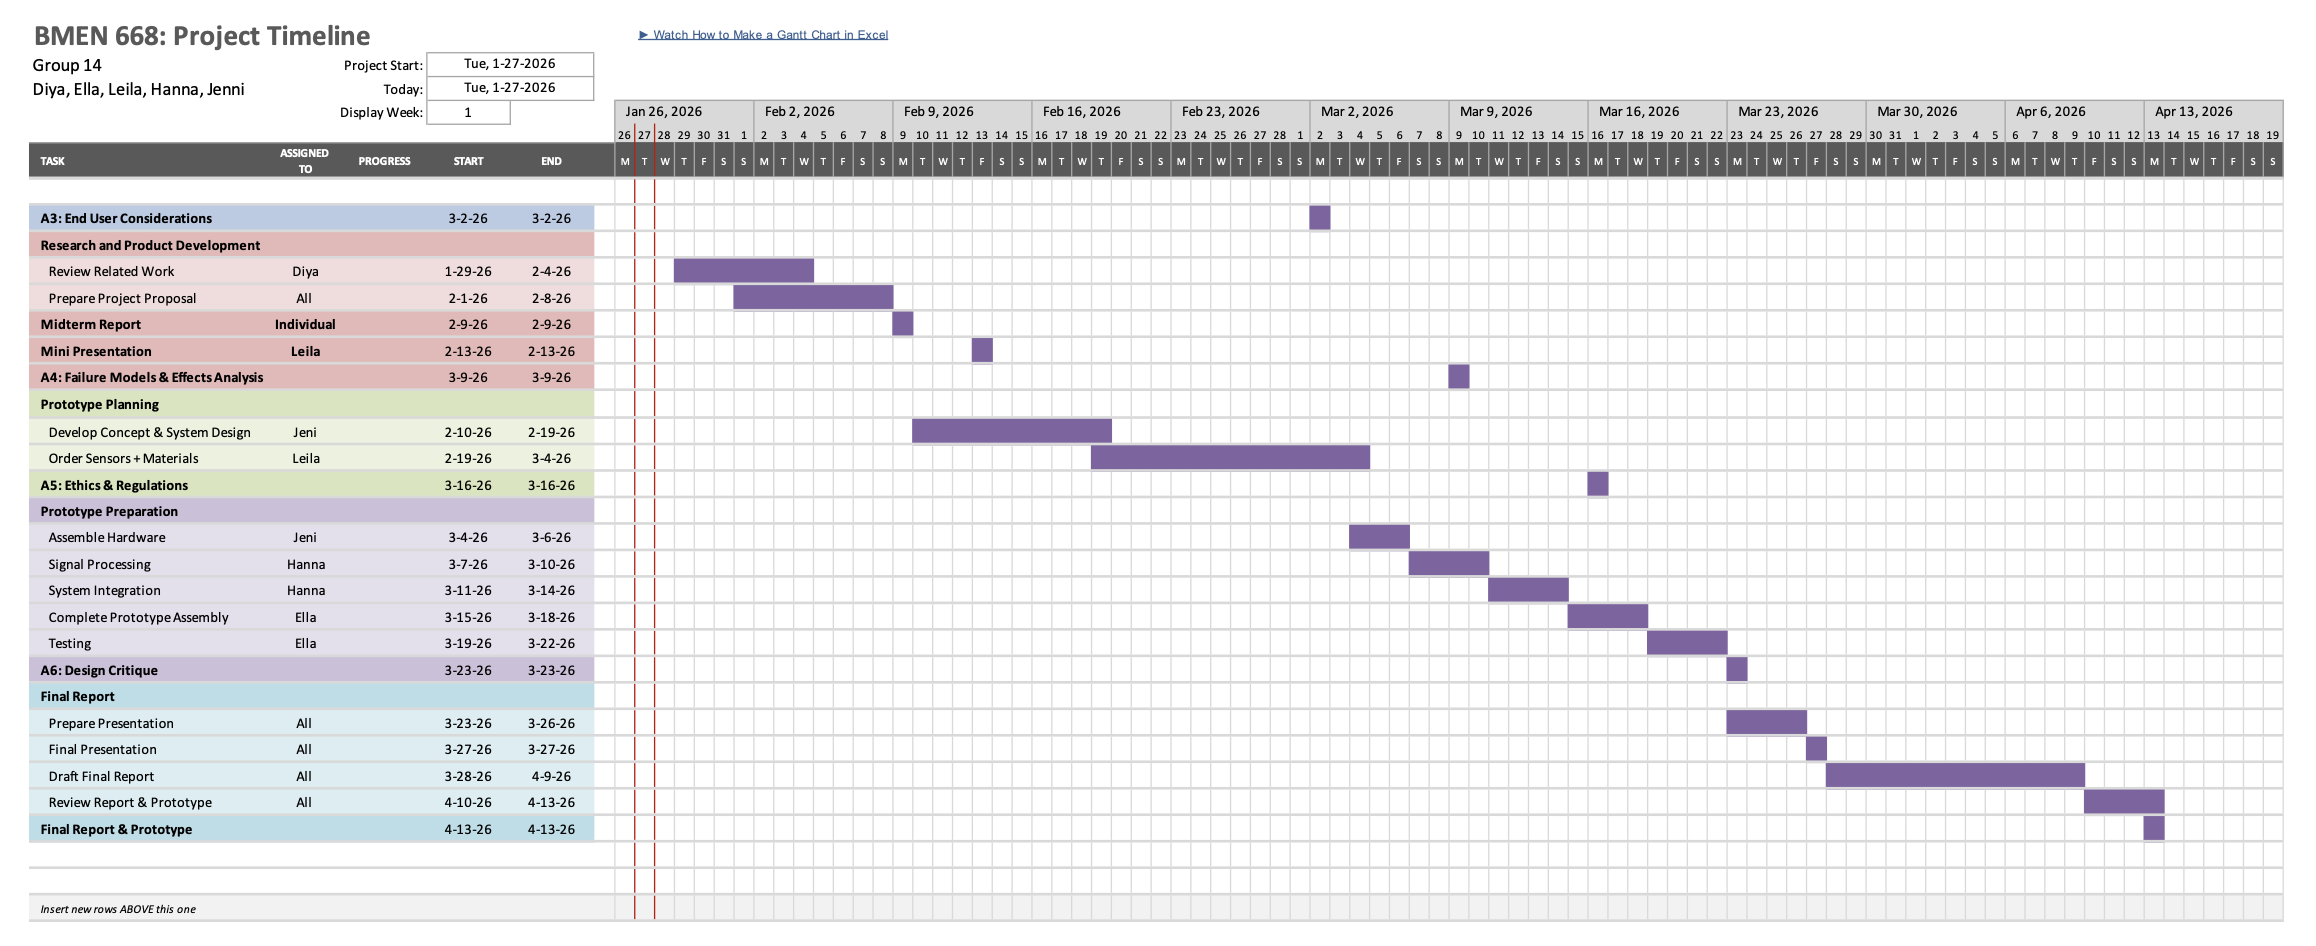 BMEN 668: Project Timeline
► Watch How to Make a Gantt Chart in Excel
Group 14
Project Start: Tue, 1-27-2026
Diya, Ella, Leila, Hanna, Jenni
Today: Tue, 1-27-2026
Display Week: 1
Jan 26, 2026 Feb 2, 2026 Feb 9, 2026 Feb 16, 2026 Feb 23, 2026 Mar 2, 2026 Mar 9, 2026 Mar 16, 2026 Mar 23, 2026 Mar 30, 2026 Apr 6, 2026 Apr 13, 2026
26 27 28 29 30 31 1 2 3 4 5 6 7 8 9 10 11 12 13 14 15 16 17 18 19 20 21 22 23 24 25 26 27 28 1 2 3 4 5 6 7 8 9 10 11 12 13 14 15 16 17 18 19 20 21 22 23 24 25 26 27 28 29 30 31 1 2 3 4 5 6 7 8 9 10 11 12 13 14 15 16 17 18 19
TASK ASSIGNED TO PROGRESS START END M T W T F S S M T W T F S S M T W T F S S M T W T F S S M T W T F S S M T W T F S S M T W T F S S M T W T F S S M T W T F S S M T W T F S S M T W T F S S M T W T F S S
A3: End User Considerations 3-2-26 3-2-26
Research and Product Development
Review Related Work Diya 1-29-26 2-4-26
Prepare Project Proposal All 2-1-26 2-8-26
Midterm Report Individual 2-9-26 2-9-26
Mini Presentation Leila 2-13-26 2-13-26
A4: Failure Models & Effects Analysis 3-9-26 3-9-26
Prototype Planning
Develop Concept & System Design Jeni 2-10-26 2-19-26
Order Sensors + Materials Leila 2-19-26 3-4-26
A5: Ethics & Regulations 3-16-26 3-16-26
Prototype Preparation
Assemble Hardware Jeni 3-4-26 3-6-26
Signal Processing Hanna 3-7-26 3-10-26
System Integration Hanna 3-11-26 3-14-26
Complete Prototype Assembly Ella 3-15-26 3-18-26
Testing Ella 3-19-26 3-22-26
A6: Design Critique 3-23-26 3-23-26
Final Report
Prepare Presentation All 3-23-26 3-26-26
Final Presentation All 3-27-26 3-27-26
Draft Final Report All 3-28-26 4-9-26
Review Report & Prototype All 4-10-26 4-13-26
Final Report & Prototype 4-13-26 4-13-26
Insert new rows ABOVE this one